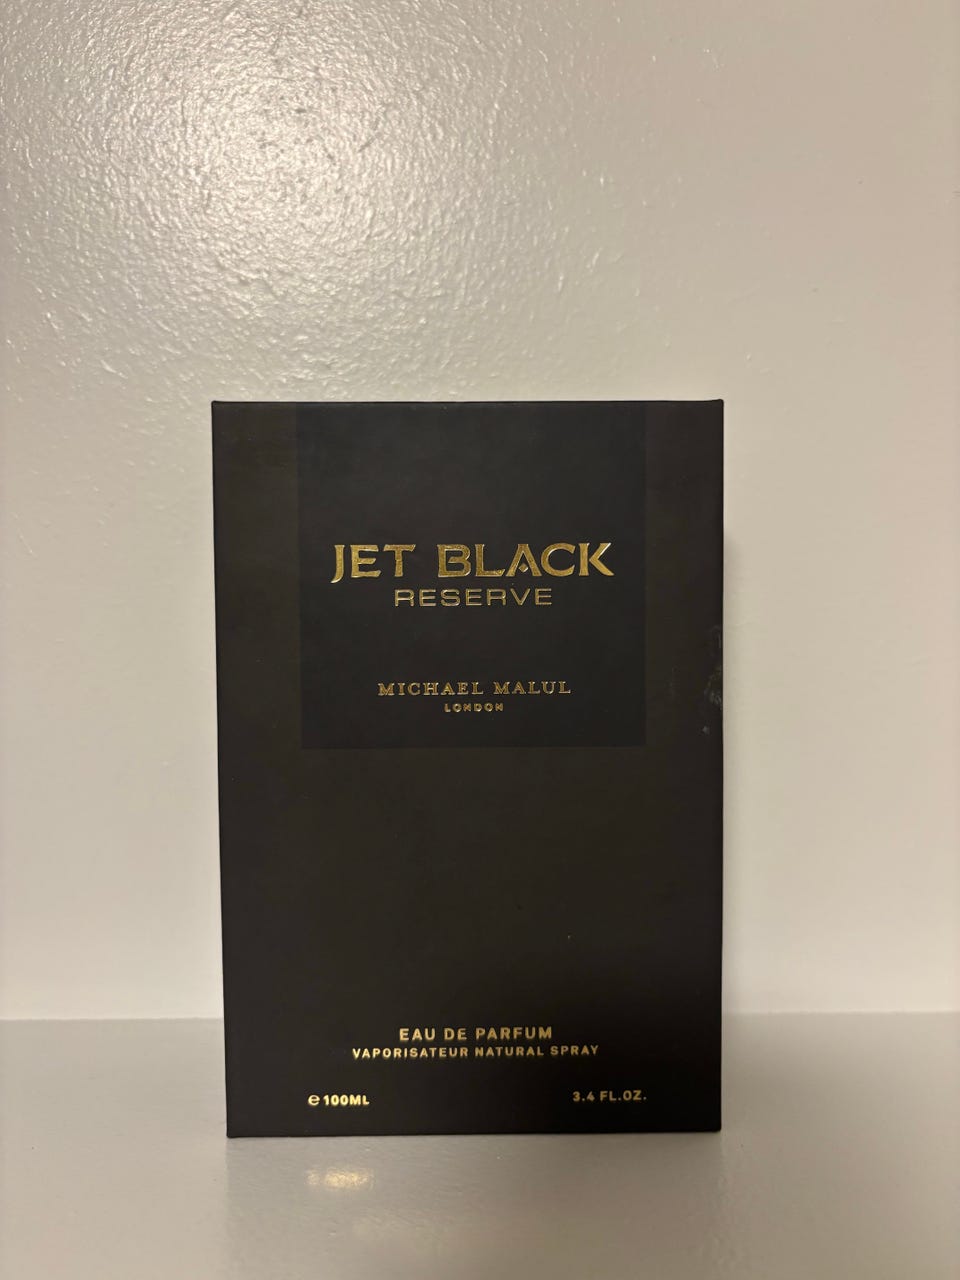 JET BLACK
RESERVE
MICHAEL MALUL
LONDON
EAU DE PARFUM
VAPORISATEUR NATURAL SPRAY
℮ 100ML
3.4 FL.OZ.